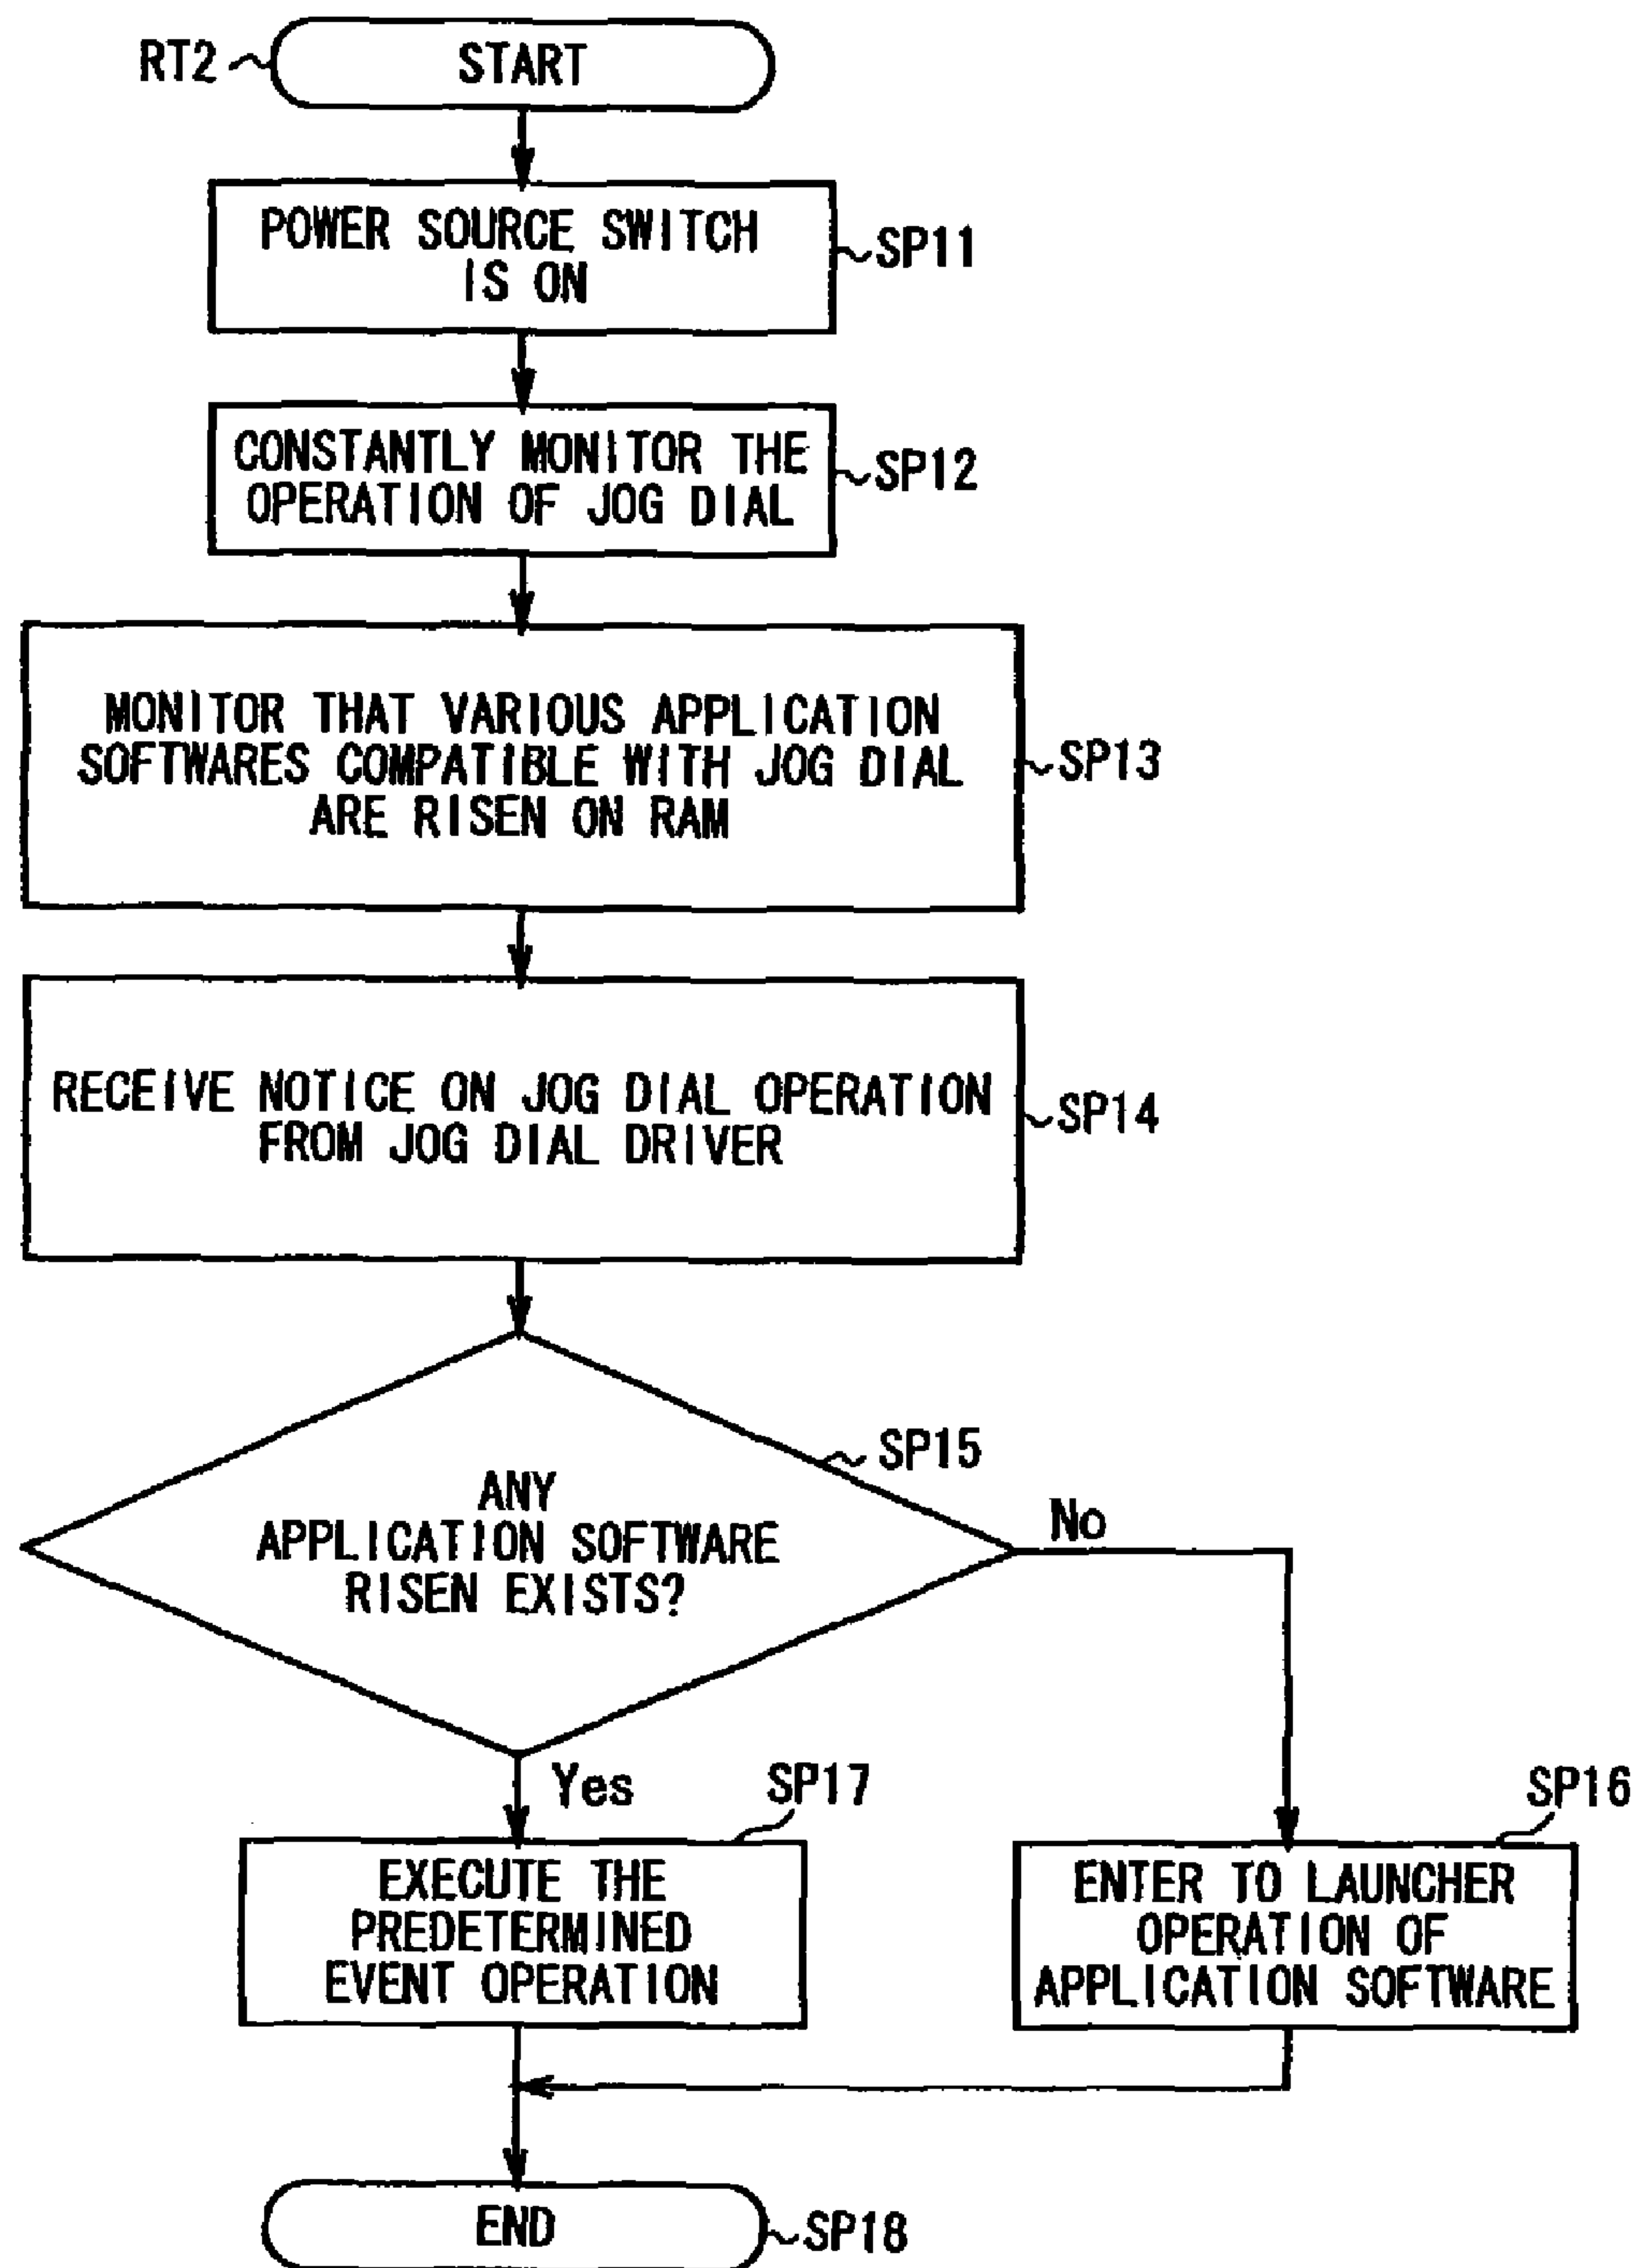 RT2
START
POWER SOURCE SWITCH
IS ON
SP11
CONSTANTLY MONITOR THE
OPERATION OF JOG DIAL
SP12
MONITOR THAT VARIOUS APPLICATION
SOFTWARES COMPATIBLE WITH JOG DIAL
ARE RISEN ON RAM
SP13
RECEIVE NOTICE ON JOG DIAL OPERATION
FROM JOG DIAL DRIVER
SP14
SP15
ANY
APPLICATION SOFTWARE
RISEN EXISTS?
No
Yes
SP17
SP16
EXECUTE THE
PREDETERMINED
EVENT OPERATION
ENTER TO LAUNCHER
OPERATION OF
APPLICATION SOFTWARE
END
SP18